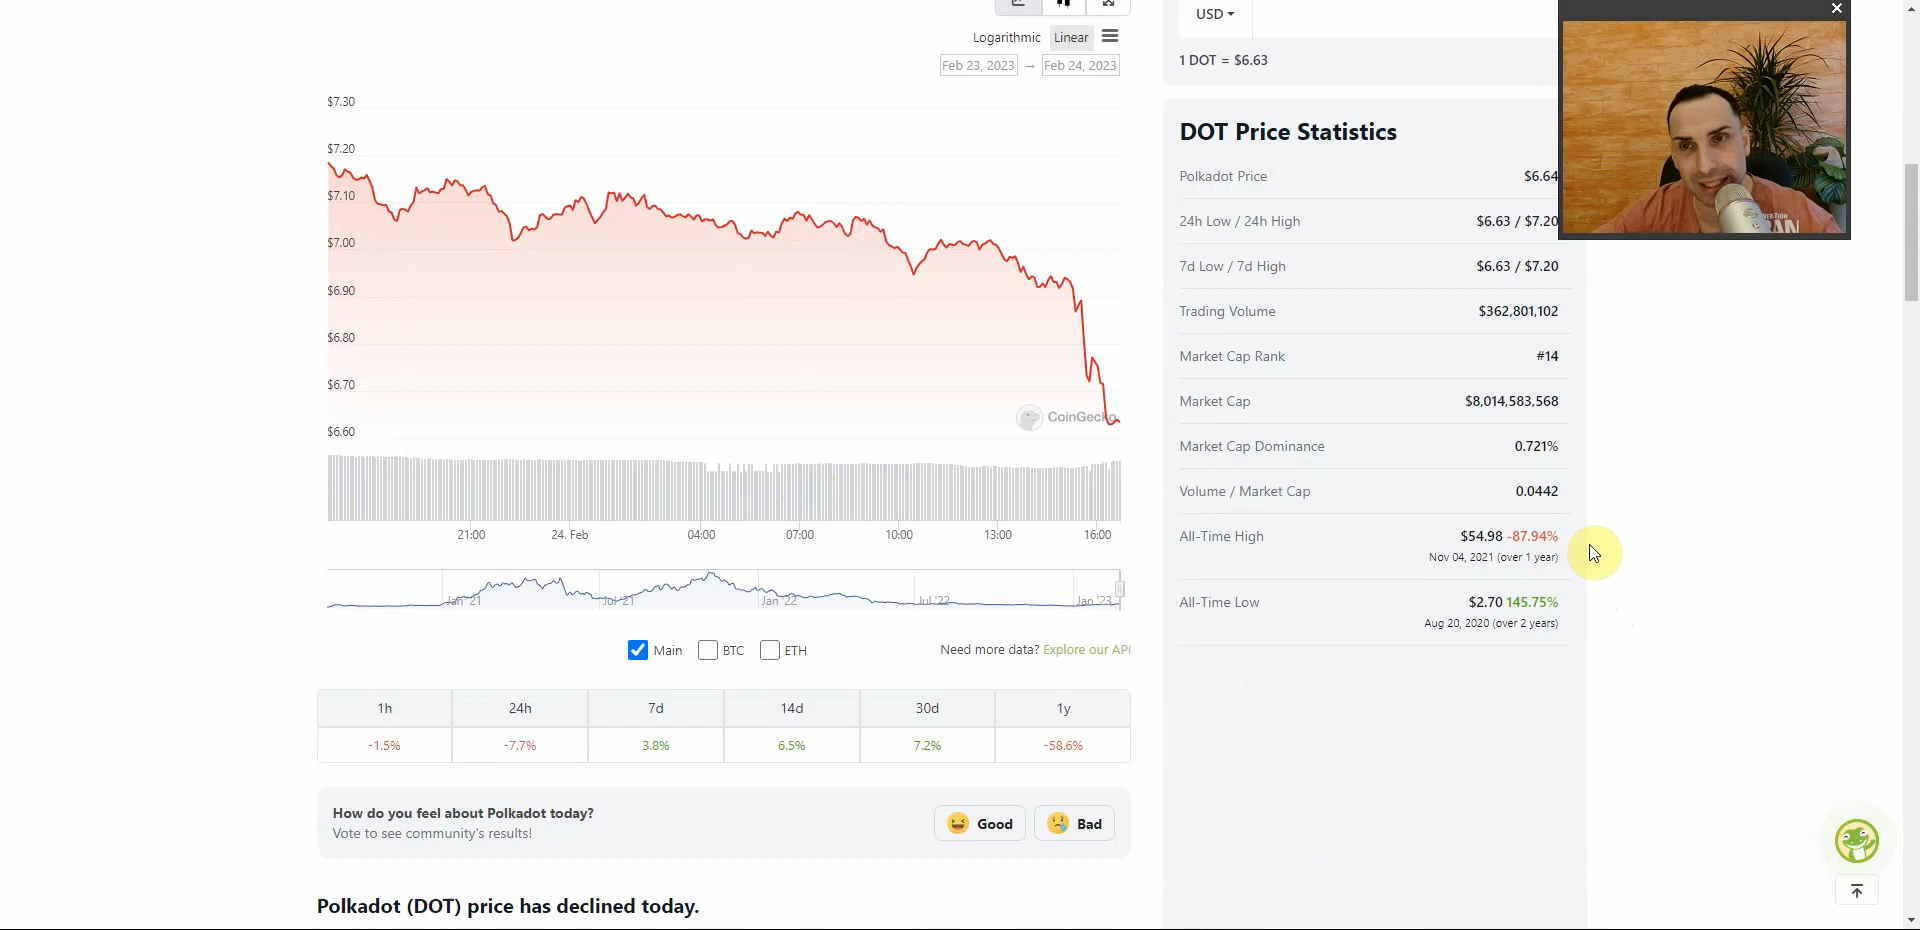 Logarithmic Linear
Feb 23, 2023 → Feb 24, 2023
$7.30
$7.20
$7.10
$7.00
$6.90
$6.80
$6.70
$6.60
CoinGecko
21:00 24. Feb 04:00 07:00 10:00 13:00 16:00
Jan '21 Jul '21 Jan '22 Jul '22 Jan '23
Main BTC ETH
Need more data? Explore our API
1h 24h 7d 14d 30d 1y
-1.5% -7.7% 3.8% 6.5% 7.2% -58.6%
How do you feel about Polkadot today?
Vote to see community's results!
Good Bad
Polkadot (DOT) price has declined today.
USD
1 DOT = $6.63
DOT Price Statistics
Polkadot Price $6.64
24h Low / 24h High $6.63 / $7.20
7d Low / 7d High $6.63 / $7.20
Trading Volume $362,801,102
Market Cap Rank #14
Market Cap $8,014,583,568
Market Cap Dominance 0.721%
Volume / Market Cap 0.0442
All-Time High $54.98 -87.94%
Nov 04, 2021 (over 1 year)
All-Time Low $2.70 145.75%
Aug 20, 2020 (over 2 years)